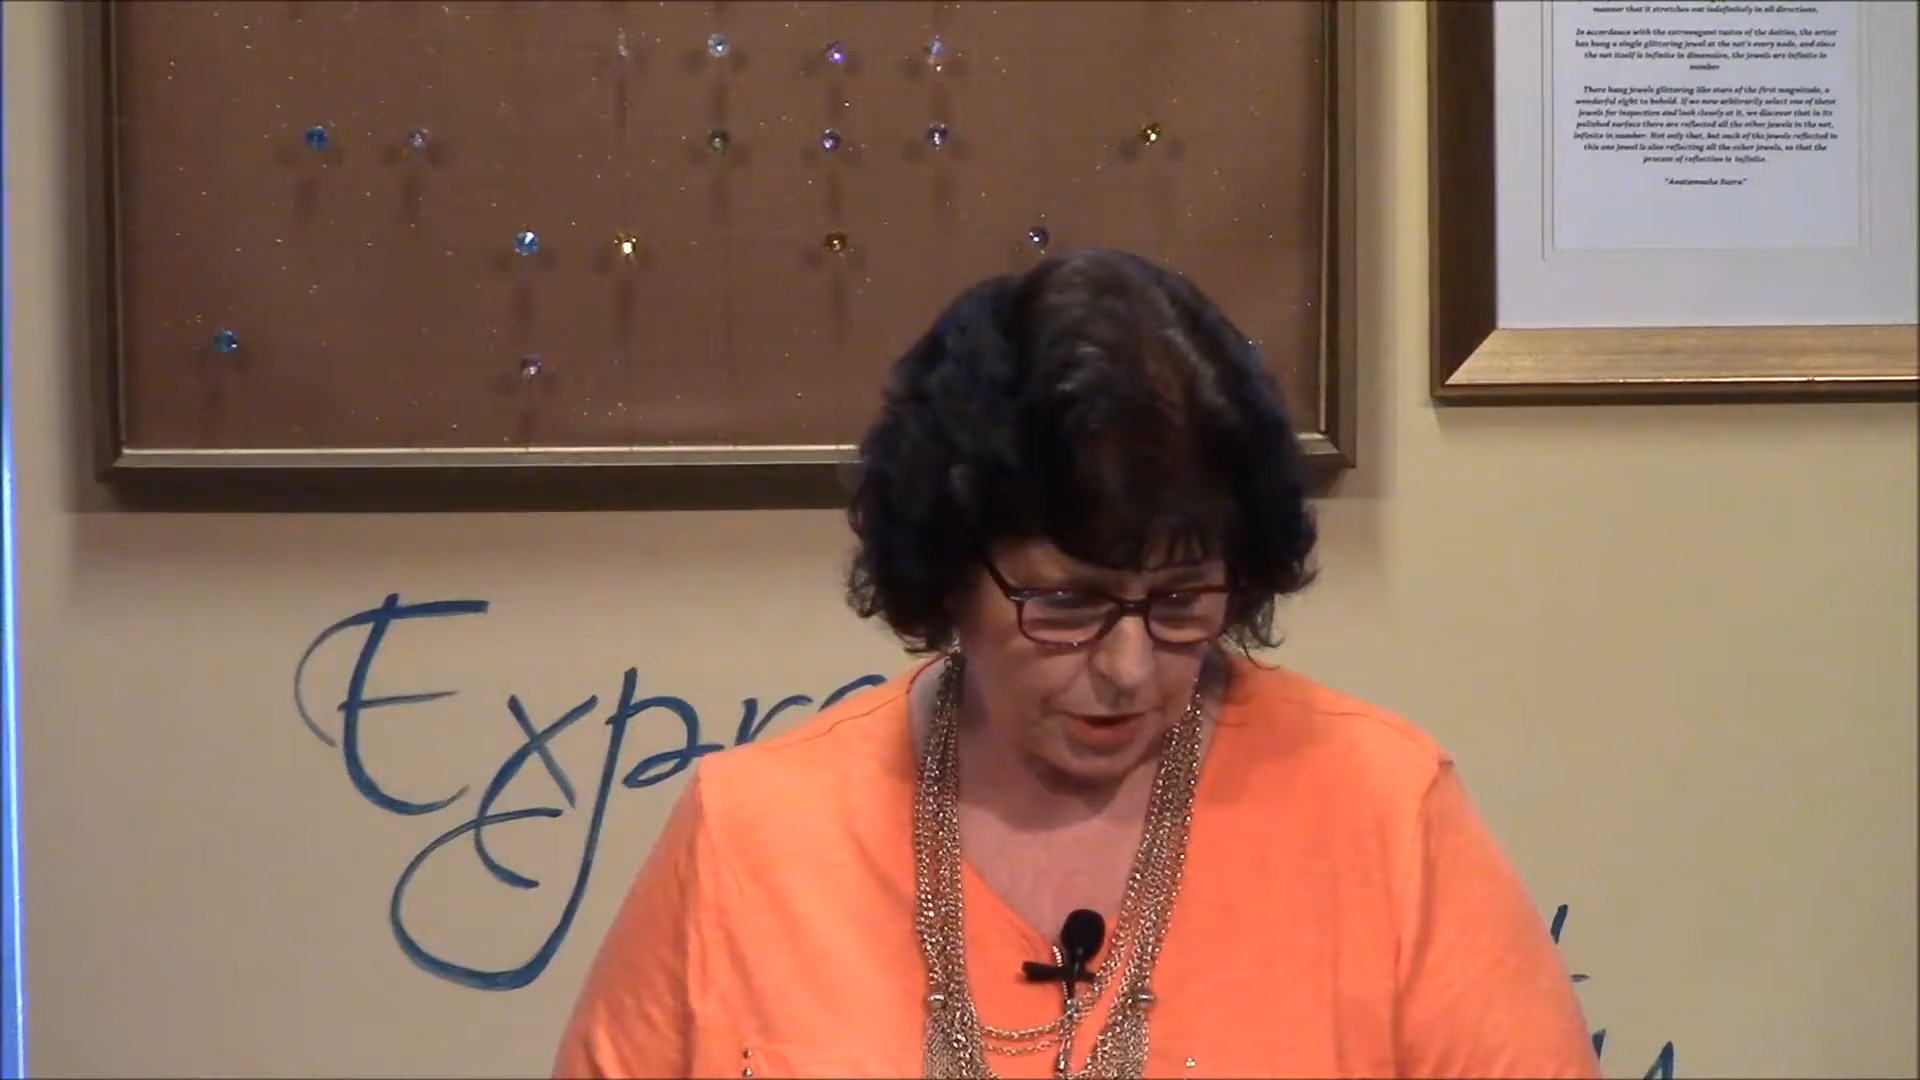 manner that it stretches out indefinitely in all directions.
In accordance with the extravagant tastes of the deities, the artist
has hung a single glittering jewel at the net's every node, and since
the net itself is infinite in dimension, the jewels are infinite in
number
There hang jewels glittering like stars of the first magnitude, a
wonderful sight to behold. If we now arbitrarily select one of these
jewels for inspection and look closely at it, we discover that in its
polished surface there are reflected all the other jewels in the net,
infinite in number. Not only that, but each of the jewels reflected in
this one jewel is also reflecting all the other jewels, so that the
process of reflection is infinite.
"Avatamsaka Sutra"
Expre